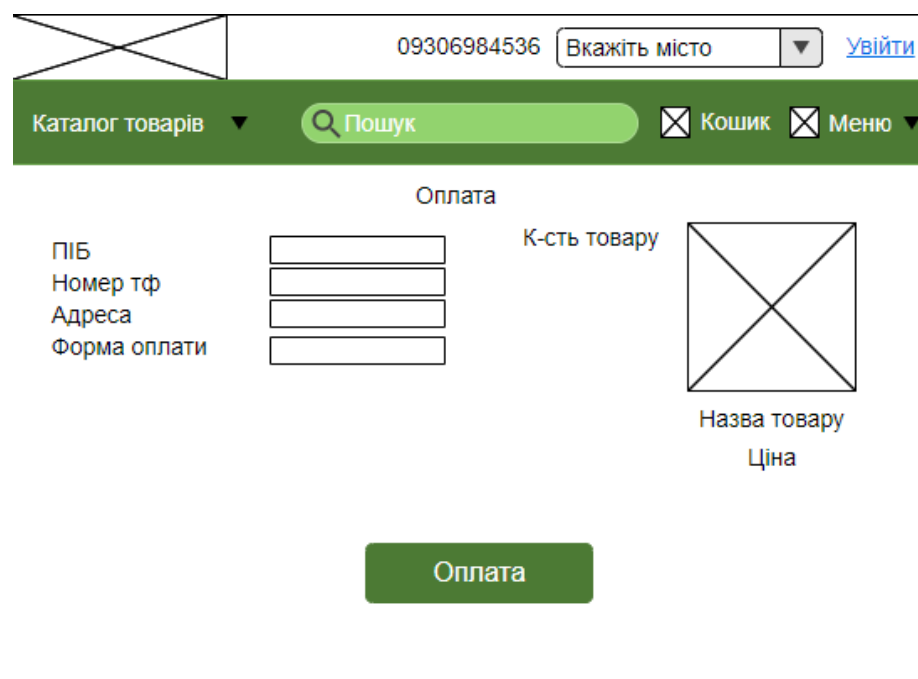 09306984536 Вкажіть місто Увійти
Каталог товарів Пошук Кошик Меню
Оплата
ПІБ
Номер тф
Адреса
Форма оплати
К-сть товару
Назва товару
Ціна
Оплата